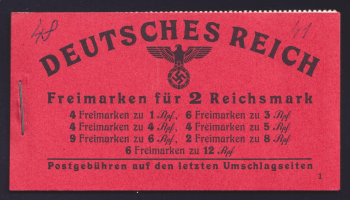 48 41
DEUTSCHES REICH
Freimarken für 2 Reichsmark
4 Freimarken zu 1 Rpf, 6 Freimarken zu 3 Rpf
4 Freimarken zu 4 Rpf, 4 Freimarken zu 5 Rpf
9 Freimarken zu 6 Rpf, 2 Freimarken zu 8 Rpf
6 Freimarken zu 12 Rpf
Postgebühren auf den letzten Umschlagseiten
1